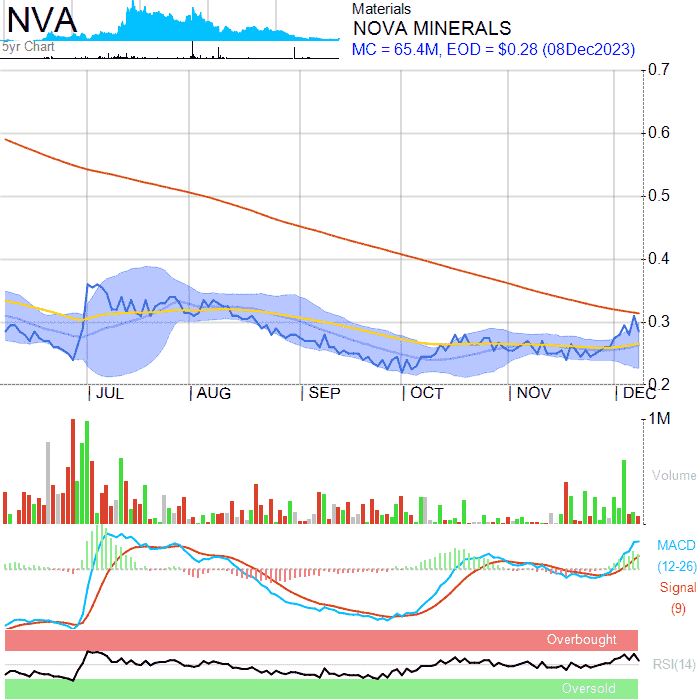 NVA
5yr Chart
Materials
NOVA MINERALS
MC = 65.4M, EOD = $0.28 (08Dec2023)
0.7
0.6
0.5
0.4
0.3
0.2
JUL
AUG
SEP
OCT
NOV
DEC
1M
Volume
MACD
(12-26)
Signal
(9)
Overbought
RSI(14)
Oversold